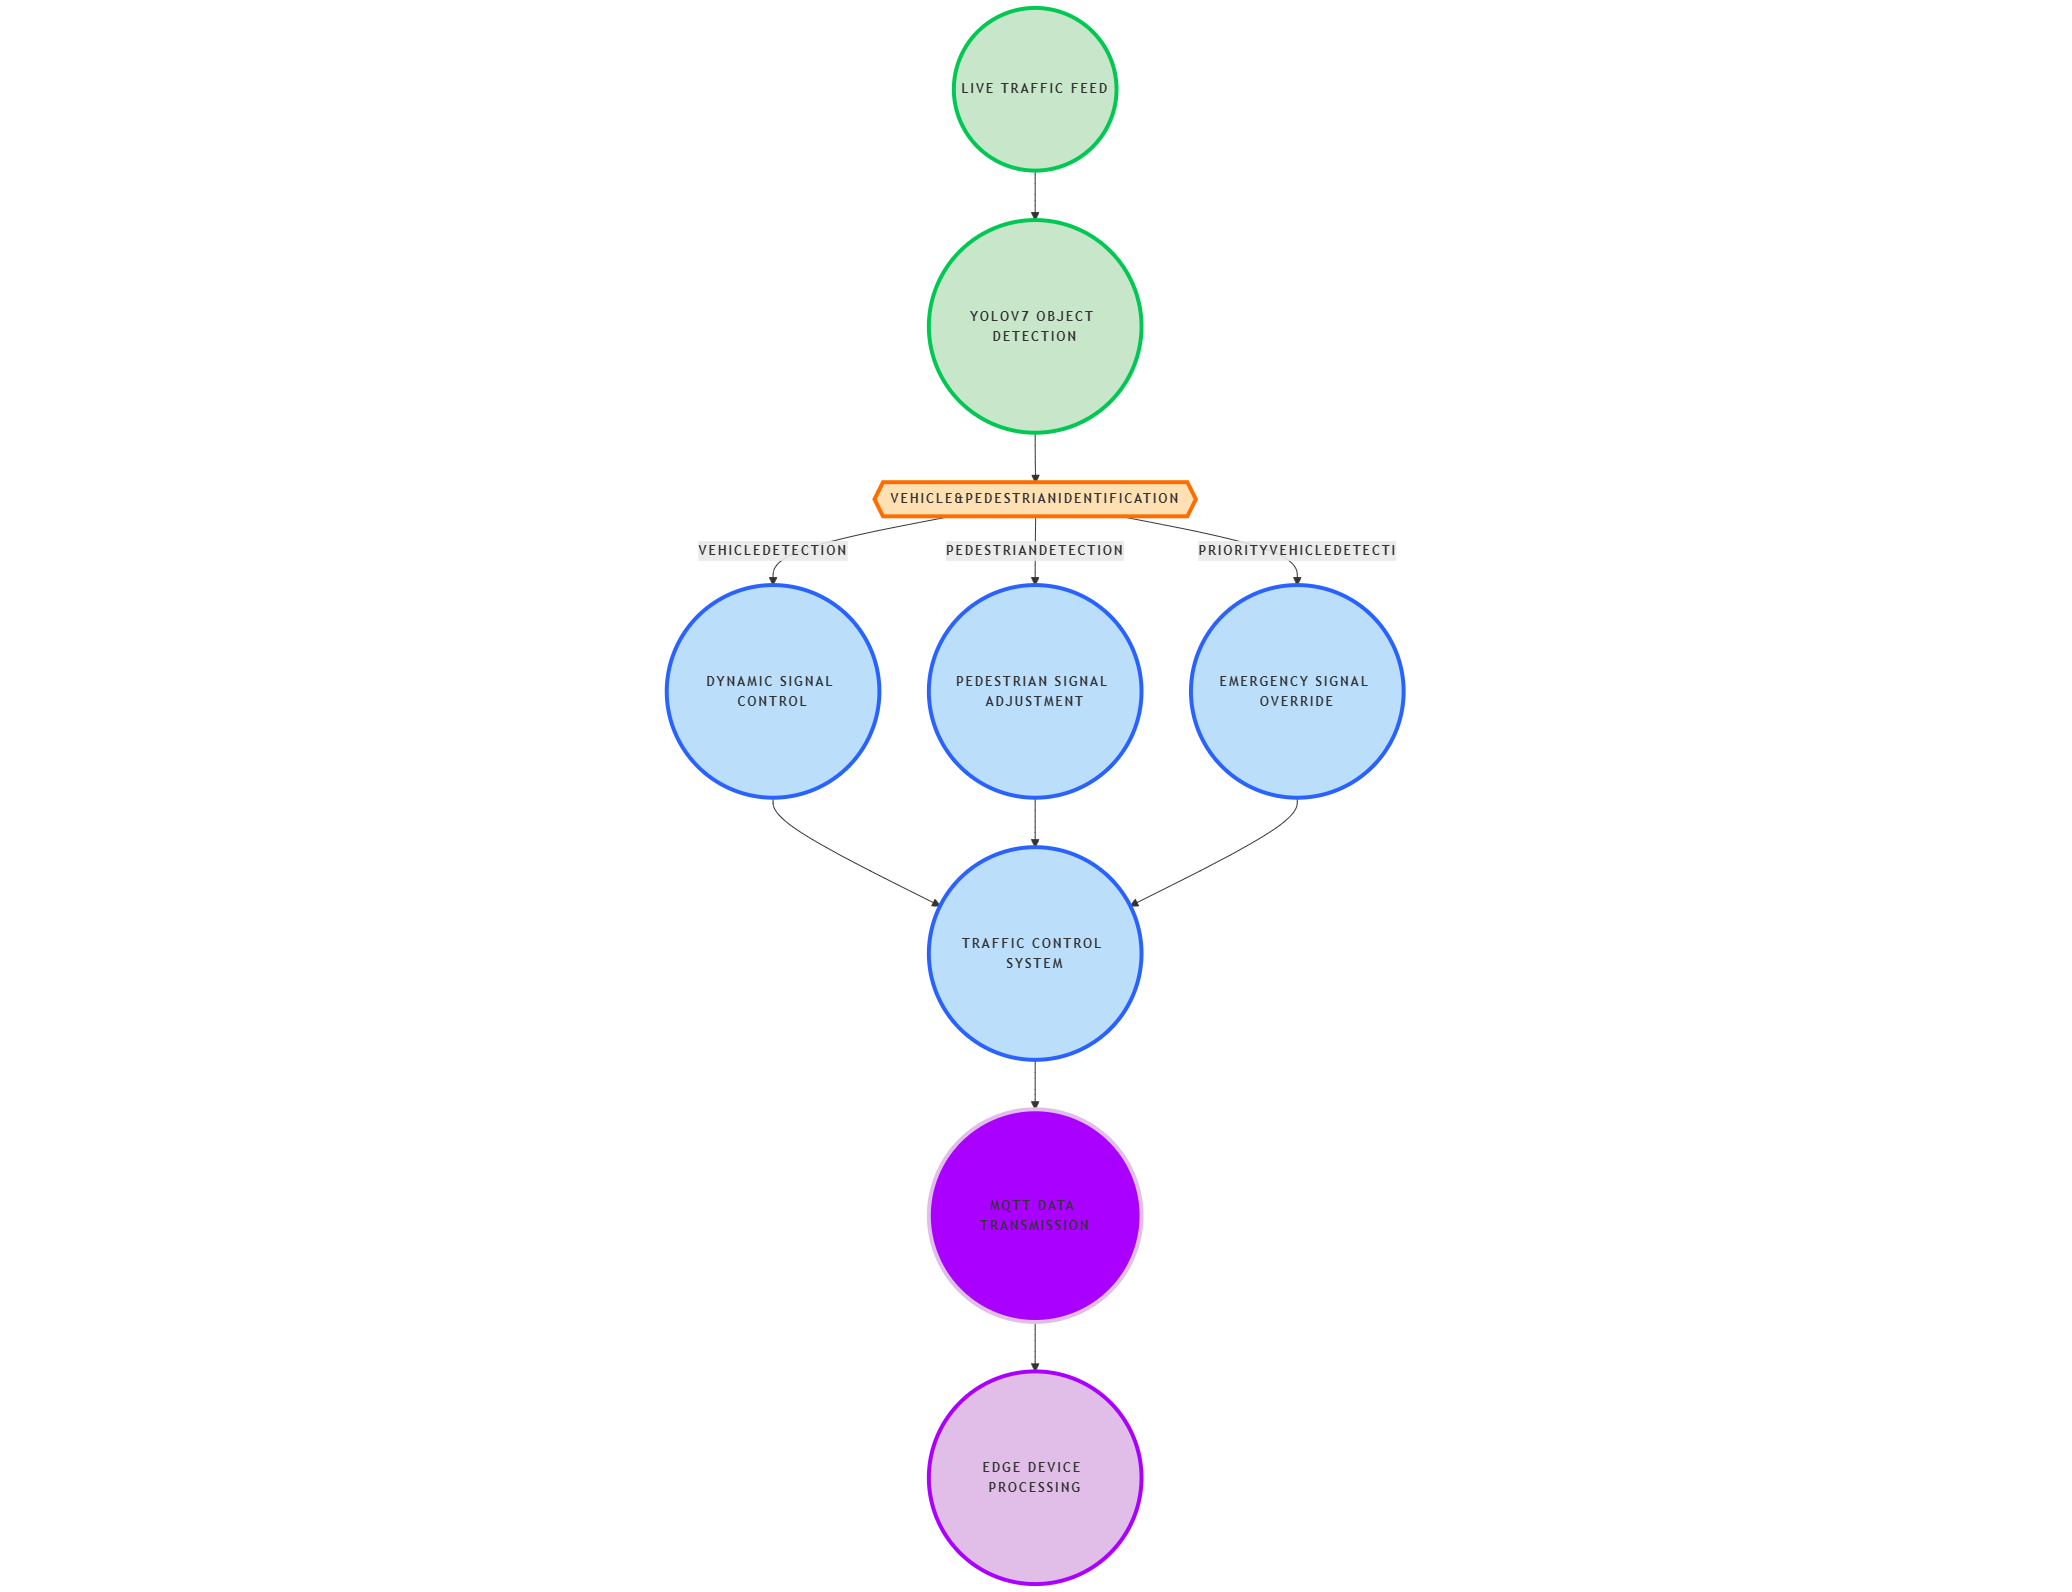 LIVE TRAFFIC FEED
YOLOV7 OBJECT
DETECTION
VEHICLE&PEDESTRIANIDENTIFICATION
VEHICLEDETECTION
PEDESTRIANDETECTION
PRIORITYVEHICLEDETECTI
DYNAMIC SIGNAL
CONTROL
PEDESTRIAN SIGNAL
ADJUSTMENT
EMERGENCY SIGNAL
OVERRIDE
TRAFFIC CONTROL
SYSTEM
MQTT DATA
TRANSMISSION
EDGE DEVICE
PROCESSING